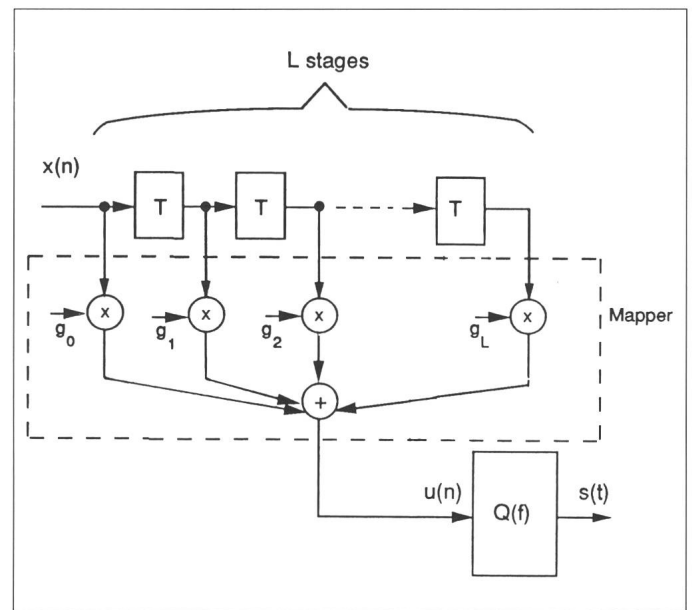 L stages
x(n)
T T T
x x x x Mapper
g0 g1 g2 gL
+
u(n) Q(f) s(t)